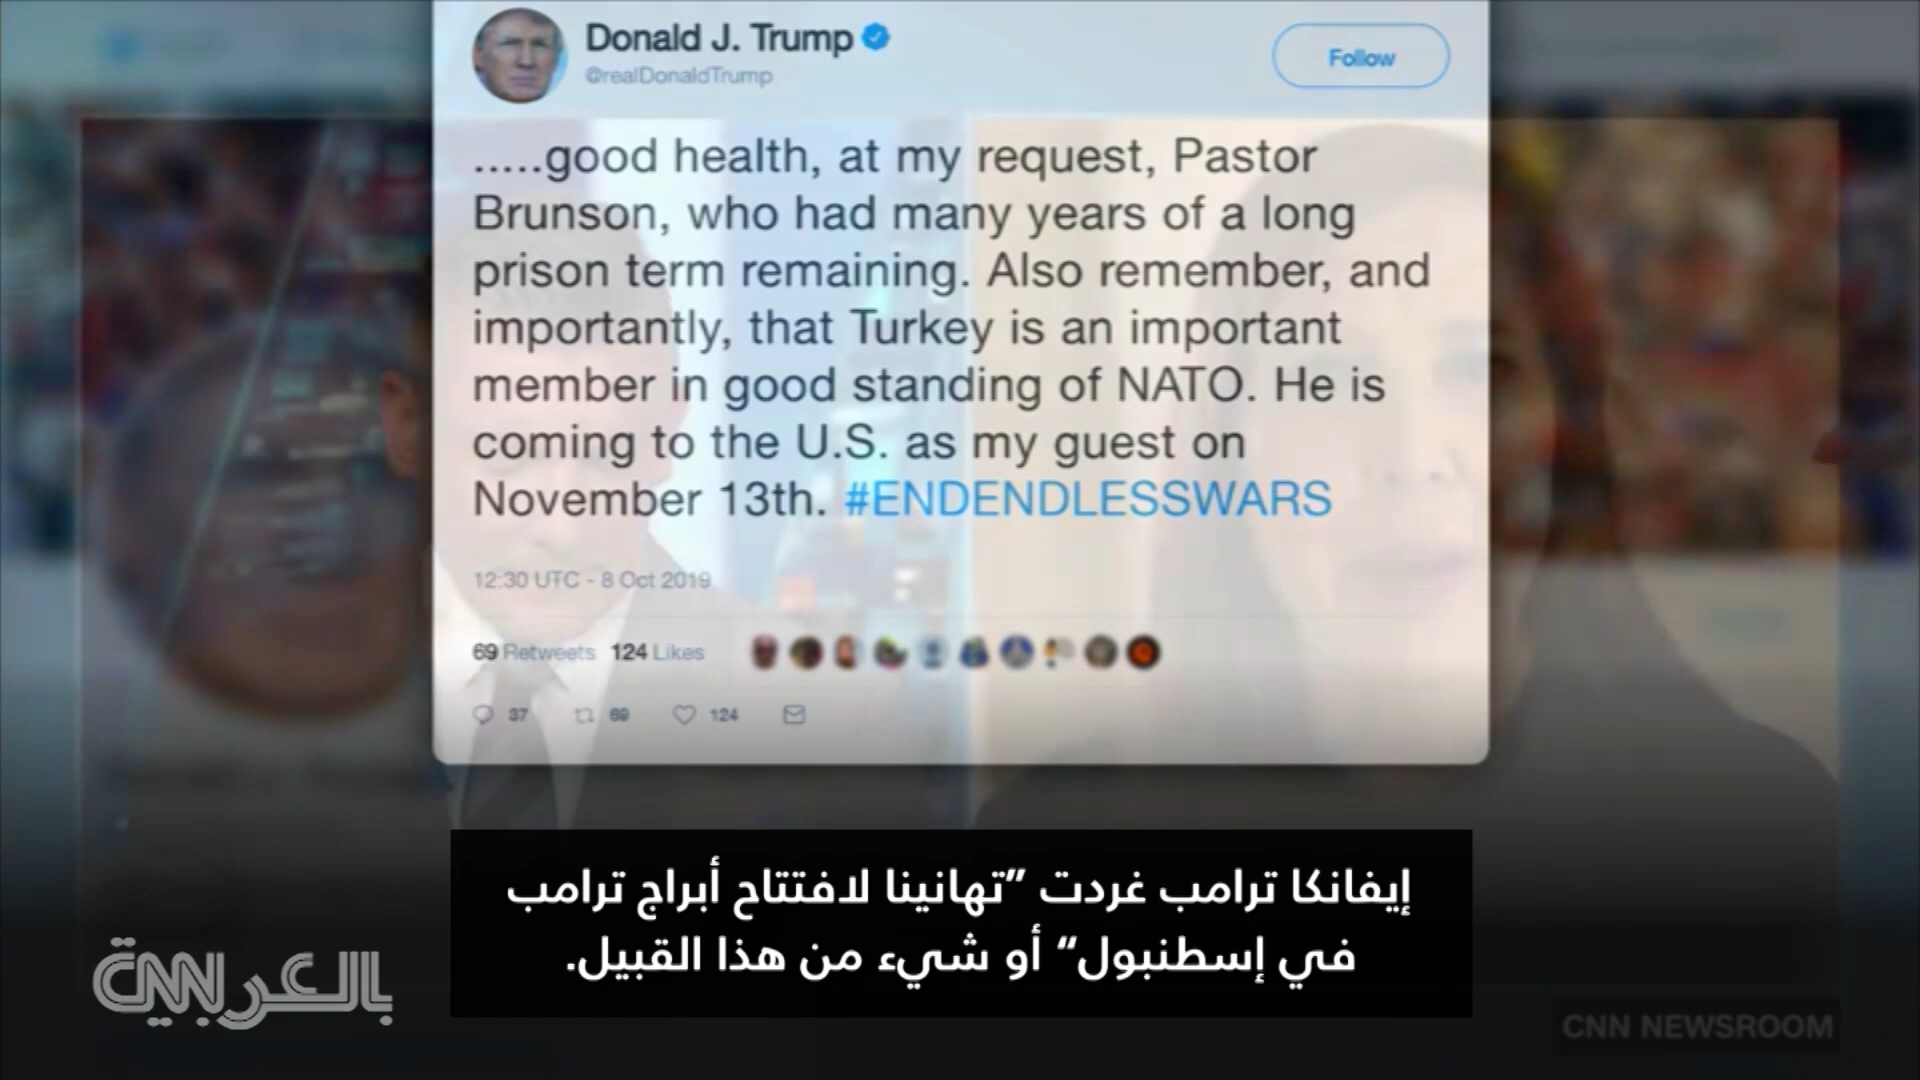 Donald J. Trump
@realDonaldTrump
Follow
.....good health, at my request, Pastor
Brunson, who had many years of a long
prison term remaining. Also remember, and
importantly, that Turkey is an important
member in good standing of NATO. He is
coming to the U.S. as my guest on
November 13th. #ENDENDLESSWARS
12:30 UTC - 8 Oct 2019
69 Retweets 124 Likes
37 69 124
إيفانكا ترامب غردت ”تهانينا لافتتاح أبراج ترامب
في إسطنبول“ أو شيء من هذا القبيل.
CNN بالعربية
CNN NEWSROOM